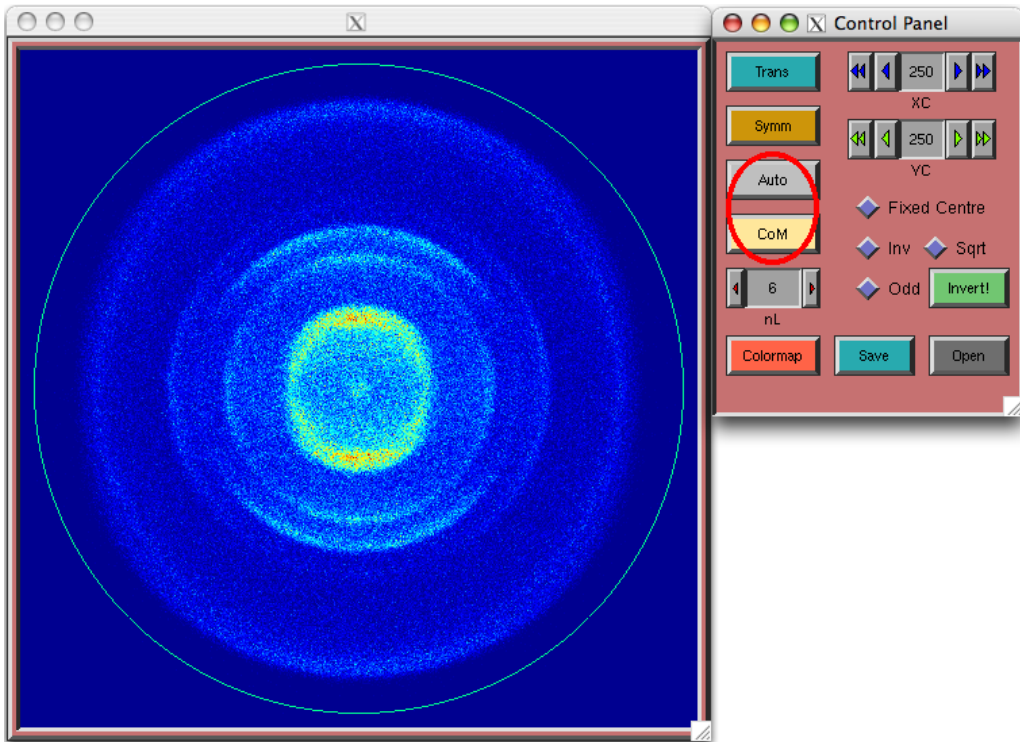 X
X Control Panel
Trans
250
XC
Symm
250
YC
Auto
Fixed Centre
CoM
Inv
Sqrt
6
nL
Odd
Invert!
Colormap
Save
Open